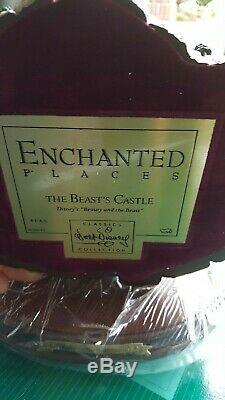 ENCHANTED
PLACES
THE BEAST'S CASTLE
Disney's "Beauty and the Beast"
CLASSICS
Walt Disney
COLLECTION